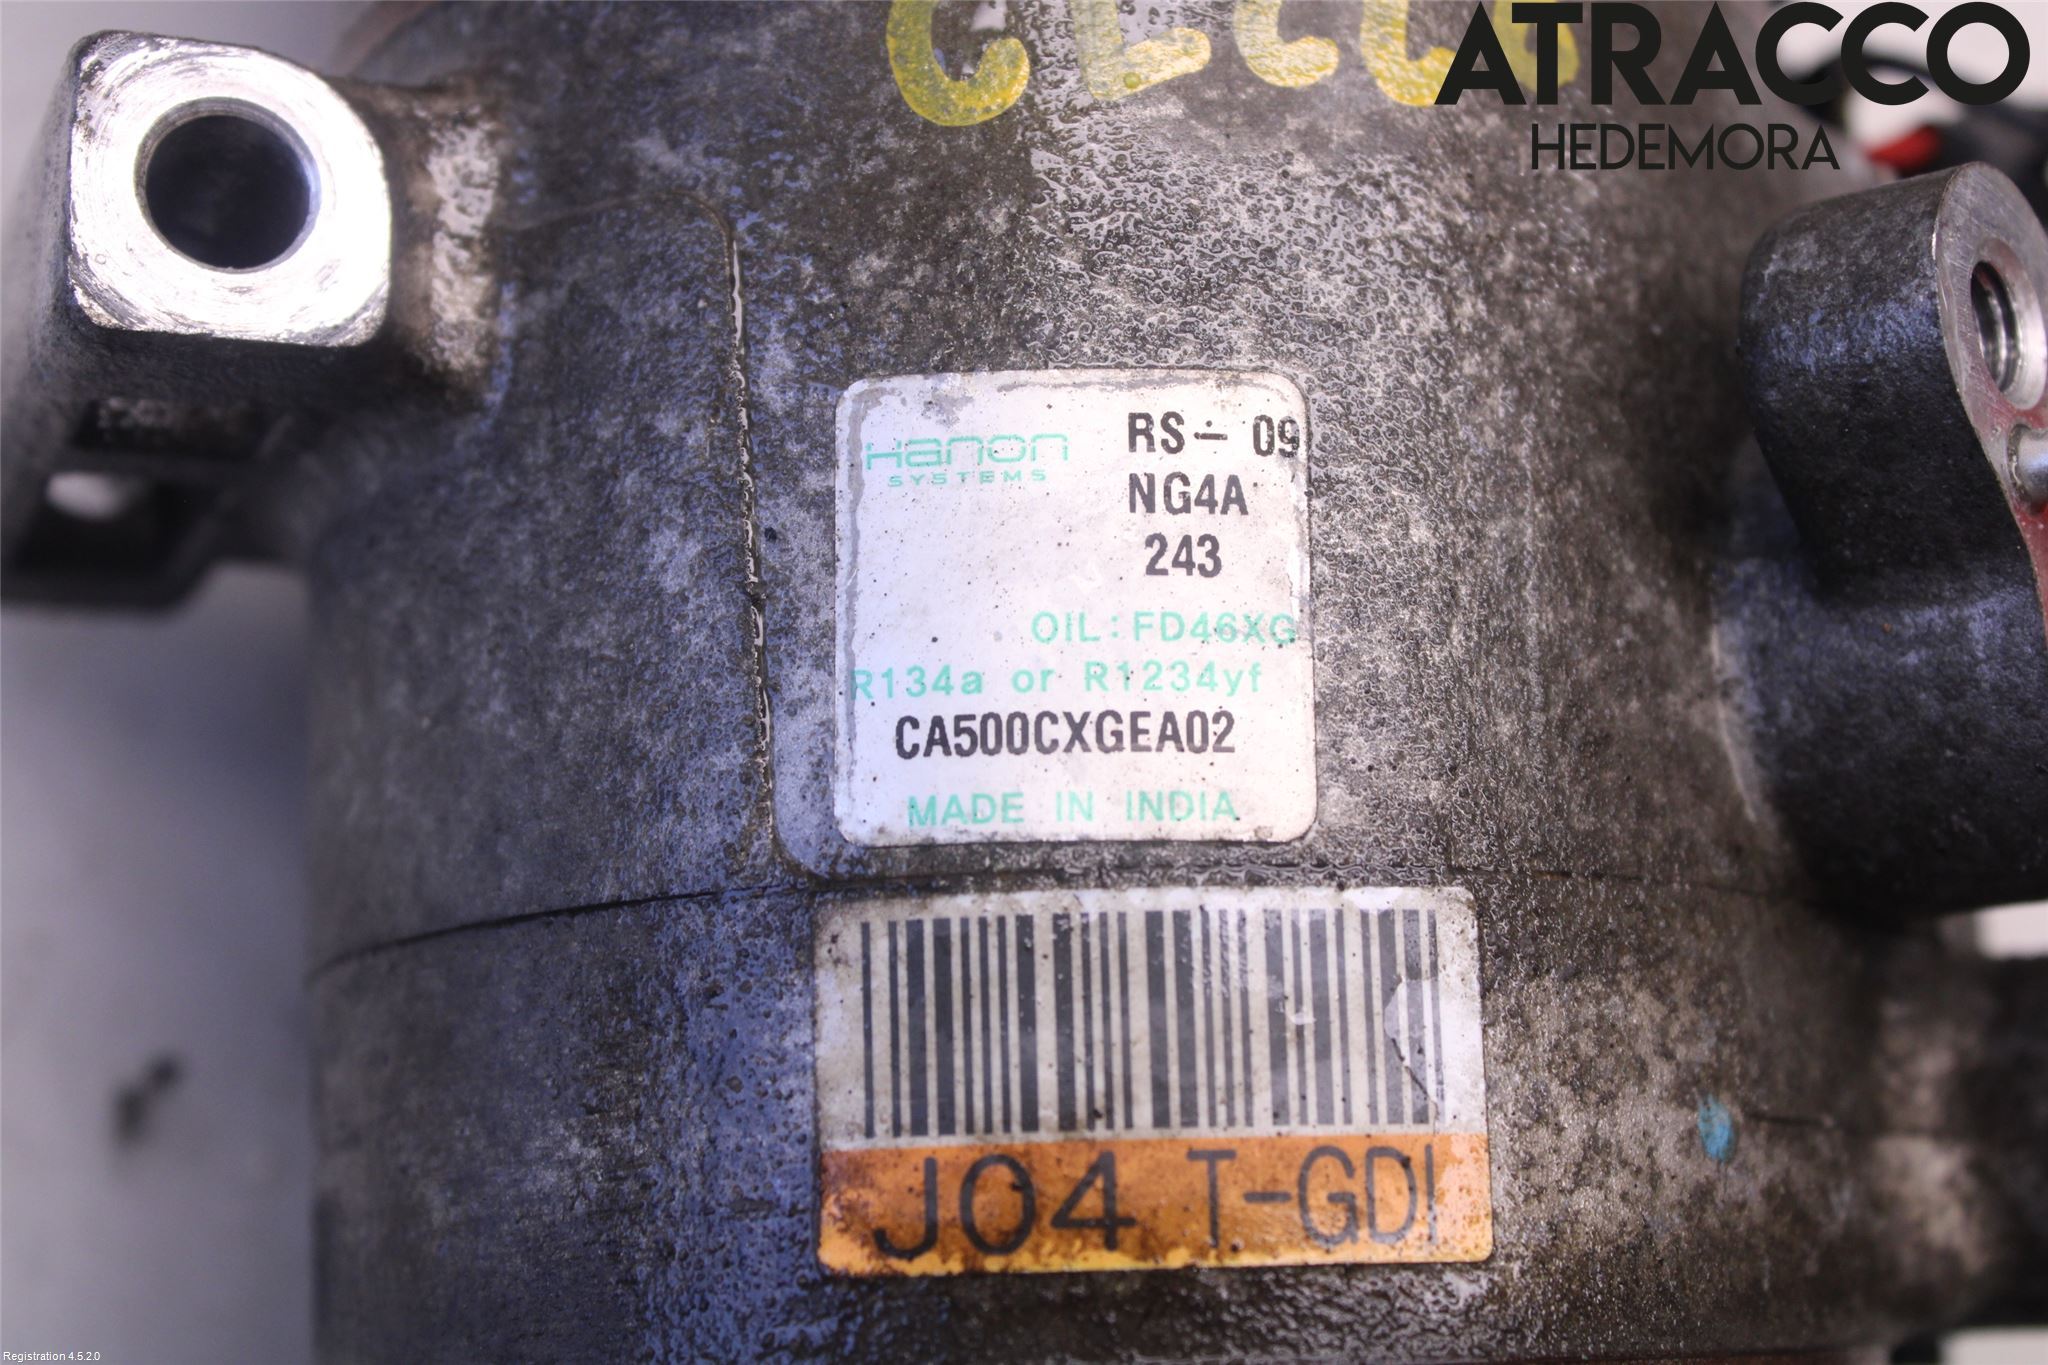 ATRACCO
HEDEMORA
Hanon
SYSTEMS
RS - 09
NG4A
243
OIL: FD46XG
R134a or R1234yf
CA500CXGEA02
MADE IN INDIA
J04 T-GDI
Registration 4.5.2.0